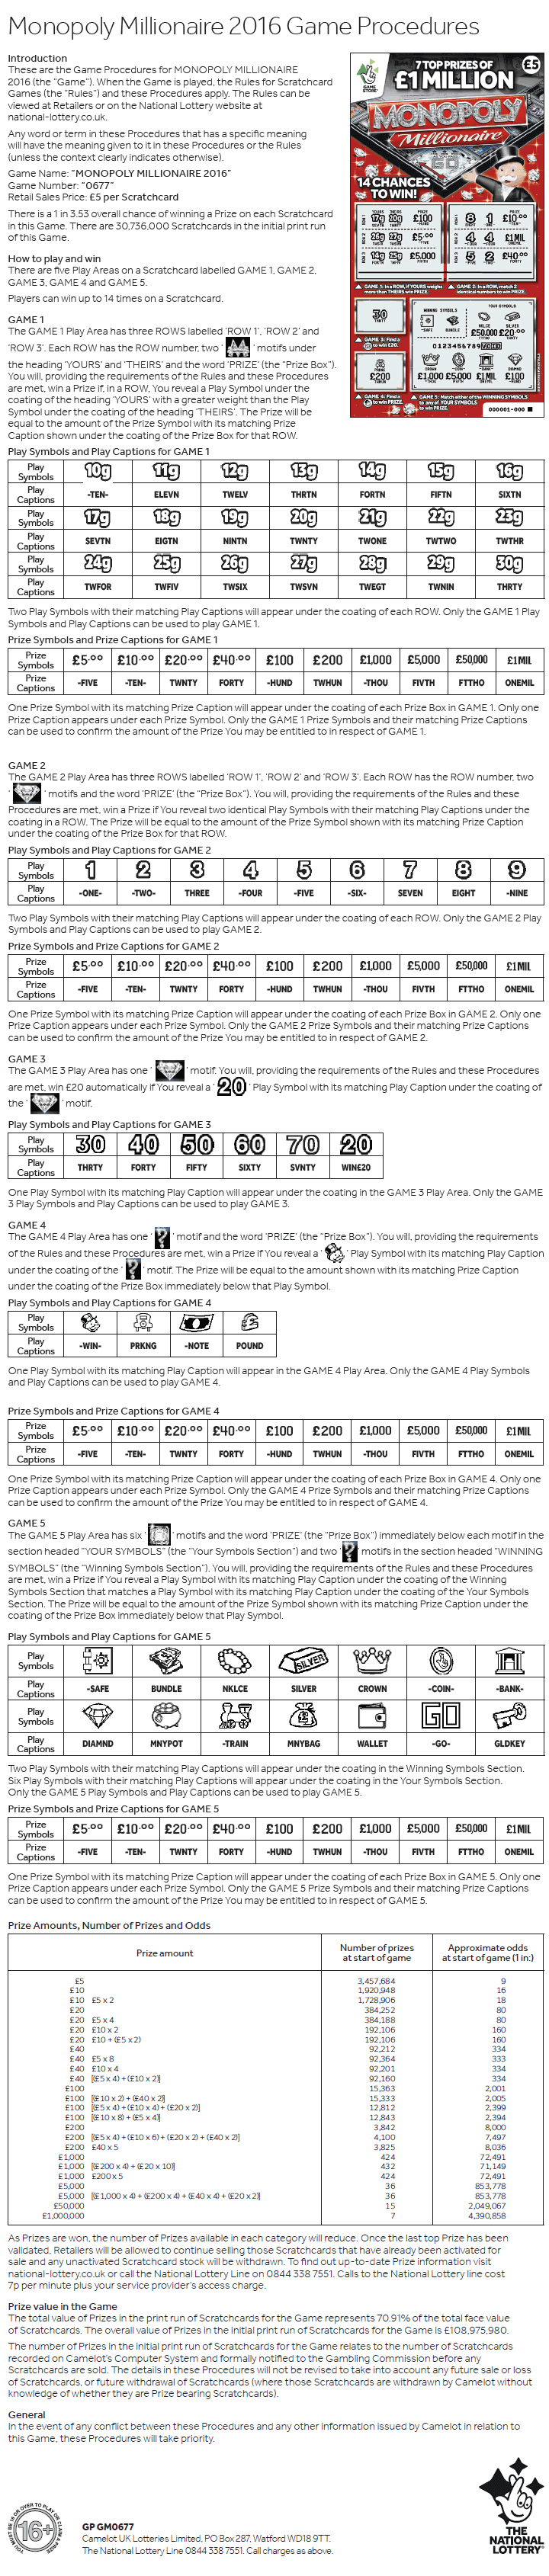 Monopoly Millionaire 2016 Game Procedures
Introduction
These are the Game Procedures for MONOPOLY MILLIONAIRE
2016 (the “Game”). When the Game is played, the Rules for Scratchcard
Games (the “Rules”) and these Procedures apply. The Rules can be
viewed at Retailers or on the National Lottery website at
national-lottery.co.uk.
Any word or term in these Procedures that has a specific meaning
will have the meaning given to it in these Procedures or the Rules
(unless the context clearly indicates otherwise).
Game Name: “MONOPOLY MILLIONAIRE 2016”
Game Number: “0677”
Retail Sales Price: £5 per Scratchcard
There is a 1 in 3.53 overall chance of winning a Prize on each Scratchcard
in this Game. There are 30,736,000 Scratchcards in the initial print run
of this Game.
How to play and win
There are five Play Areas on a Scratchcard labelled GAME 1, GAME 2,
GAME 3, GAME 4 and GAME 5.
Players can win up to 14 times on a Scratchcard.
GAME STORE
7 TOP PRIZES OF
£1 MILLION
£5
MONOPOLY
Millionaire
GO
14 CHANCES
TO WIN!
GAME 1
The GAME 1 Play Area has three ROWS labelled ‘ROW 1’, ‘ROW 2’ and
‘ROW 3’. Each ROW has the ROW number, two ‘ ’ motifs under
the heading ‘YOURS’ and ‘THEIRS’ and the word ‘PRIZE’ (the “Prize Box”).
You will, providing the requirements of the Rules and these Procedures
are met, win a Prize if, in a ROW, You reveal a Play Symbol under the
coating of the heading ‘YOURS’ with a greater weight than the Play
Symbol under the coating of the heading ‘THEIRS’. The Prize will be
equal to the amount of the Prize Symbol with its matching Prize
Caption shown under the coating of the Prize Box for that ROW.
000001-000
Play Symbols and Play Captions for GAME 1
Play Symbols 10g 11g 12g 13g 14g 15g 16g
Play Captions -TEN- ELEVN TWELV THRTN FORTN FIFTN SIXTN
Play Symbols 17g 18g 19g 20g 21g 22g 23g
Play Captions SEVTN EIGTN NINTN TWNTY TWONE TWTWO TWTHR
Play Symbols 24g 25g 26g 27g 28g 29g 30g
Play Captions TWFOR TWFIV TWSIX TWSVN TWEGT TWNIN THRTY
Two Play Symbols with their matching Play Captions will appear under the coating of each ROW. Only the GAME 1 Play
Symbols and Play Captions can be used to play GAME 1.
Prize Symbols and Prize Captions for GAME 1
Prize Symbols £5.00 £10.00 £20.00 £40.00 £100 £200 £1,000 £5,000 £50,000 £1MIL
Prize Captions -FIVE -TEN- TWNTY FORTY -HUND TWHUN -THOU FIVTH FTTHO ONEMIL
One Prize Symbol with its matching Prize Caption will appear under the coating of each Prize Box in GAME 1. Only one
Prize Caption appears under each Prize Symbol. Only the GAME 1 Prize Symbols and their matching Prize Captions
can be used to confirm the amount of the Prize You may be entitled to in respect of GAME 1.
GAME 2
The GAME 2 Play Area has three ROWS labelled ‘ROW 1’, ‘ROW 2’ and ‘ROW 3’. Each ROW has the ROW number, two
‘ ’ motifs and the word ‘PRIZE’ (the “Prize Box”). You will, providing the requirements of the Rules and these
Procedures are met, win a Prize if You reveal two identical Play Symbols with their matching Play Captions under the
coating in a ROW. The Prize will be equal to the amount of the Prize Symbol shown with its matching Prize Caption
under the coating of the Prize Box for that ROW.
Play Symbols and Play Captions for GAME 2
Play Symbols 1 2 3 4 5 6 7 8 9
Play Captions -ONE- -TWO- THREE -FOUR -FIVE -SIX- SEVEN EIGHT -NINE
Two Play Symbols with their matching Play Captions will appear under the coating of each ROW. Only the GAME 2 Play
Symbols and Play Captions can be used to play GAME 2.
Prize Symbols and Prize Captions for GAME 2
Prize Symbols £5.00 £10.00 £20.00 £40.00 £100 £200 £1,000 £5,000 £50,000 £1MIL
Prize Captions -FIVE -TEN- TWNTY FORTY -HUND TWHUN -THOU FIVTH FTTHO ONEMIL
One Prize Symbol with its matching Prize Caption will appear under the coating of each Prize Box in GAME 2. Only one
Prize Caption appears under each Prize Symbol. Only the GAME 2 Prize Symbols and their matching Prize Captions
can be used to confirm the amount of the Prize You may be entitled to in respect of GAME 2.
GAME 3
The GAME 3 Play Area has one ‘ ’ motif. You will, providing the requirements of the Rules and these Procedures
are met, win £20 automatically if You reveal a ‘ 20 ’ Play Symbol with its matching Play Caption under the coating of
the ‘ ’ motif.
Play Symbols and Play Captions for GAME 3
Play Symbols 30 40 50 60 70 20
Play Captions THRTY FORTY FIFTY SIXTY SVNTY WIN£20
One Play Symbol with its matching Play Caption will appear under the coating in the GAME 3 Play Area. Only the GAME
3 Play Symbols and Play Captions can be used to play GAME 3.
GAME 4
The GAME 4 Play Area has one ‘ ? ’ motif and the word ‘PRIZE’ (the “Prize Box”). You will, providing the requirements
of the Rules and these Procedures are met, win a Prize if You reveal a ‘ ’ Play Symbol with its matching Play Caption
under the coating of the ‘ ? ’ motif. The Prize will be equal to the amount shown with its matching Prize Caption
under the coating of the Prize Box immediately below that Play Symbol.
Play Symbols and Play Captions for GAME 4
Play Symbols £
Play Captions -WIN- PRKNG -NOTE POUND
One Play Symbol with its matching Play Caption will appear in the GAME 4 Play Area. Only the GAME 4 Play Symbols
and Play Captions can be used to play GAME 4.
Prize Symbols and Prize Captions for GAME 4
Prize Symbols £5.00 £10.00 £20.00 £40.00 £100 £200 £1,000 £5,000 £50,000 £1MIL
Prize Captions -FIVE -TEN- TWNTY FORTY -HUND TWHUN -THOU FIVTH FTTHO ONEMIL
One Prize Symbol with its matching Prize Caption will appear under the coating of each Prize Box in GAME 4. Only one
Prize Caption appears under each Prize Symbol. Only the GAME 4 Prize Symbols and their matching Prize Captions
can be used to confirm the amount of the Prize You may be entitled to in respect of GAME 4.
GAME 5
The GAME 5 Play Area has six ‘ ’ motifs and the word ‘PRIZE’ (the “Prize Box”) immediately below each motif in the
section headed “YOUR SYMBOLS” (the “Your Symbols Section”) and two ‘ ? ’ motifs in the section headed “WINNING
SYMBOLS” (the “Winning Symbols Section”). You will, providing the requirements of the Rules and these Procedures
are met, win a Prize if You reveal a Play Symbol with its matching Play Caption under the coating of the Winning
Symbols Section that matches a Play Symbol with its matching Play Caption under the coating of the Your Symbols
Section. The Prize will be equal to the amount of the Prize Symbol shown with its matching Prize Caption under the
coating of the Prize Box immediately below that Play Symbol.
Play Symbols and Play Captions for GAME 5
Play Symbols SILVER
Play Captions -SAFE BUNDLE NKLCE SILVER CROWN -COIN- -BANK-
Play Symbols £ GO
Play Captions DIAMND MNYPOT -TRAIN MNYBAG WALLET -GO- GLDKEY
Two Play Symbols with their matching Play Captions will appear under the coating in the Winning Symbols Section.
Six Play Symbols with their matching Play Captions will appear under the coating in the Your Symbols Section.
Only the GAME 5 Play Symbols and Play Captions can be used to play GAME 5.
Prize Symbols and Prize Captions for GAME 5
Prize Symbols £5.00 £10.00 £20.00 £40.00 £100 £200 £1,000 £5,000 £50,000 £1MIL
Prize Captions -FIVE -TEN- TWNTY FORTY -HUND TWHUN -THOU FIVTH FTTHO ONEMIL
One Prize Symbol with its matching Prize Caption will appear under the coating of each Prize Box in GAME 5. Only one
Prize Caption appears under each Prize Symbol. Only the GAME 5 Prize Symbols and their matching Prize Captions
can be used to confirm the amount of the Prize You may be entitled to in respect of GAME 5.
Prize Amounts, Number of Prizes and Odds
Prize amount Number of prizes at start of game Approximate odds at start of game (1 in:)
£5 3,457,684 9
£10 1,920,948 16
£10 £5 x 2 1,728,906 18
£20 384,252 80
£20 £5 x 4 384,188 80
£20 £10 x 2 192,106 160
£20 £10 + (£5 x 2) 192,106 160
£40 92,212 334
£40 £5 x 8 92,364 333
£40 £10 x 4 92,201 334
£40 [(£5 x 4) + (£10 x 2)] 92,160 334
£100 15,363 2,001
£100 [(£10 x 2) + (£40 x 2)] 15,333 2,005
£100 [(£5 x 4) + (£10 x 4) + (£20 x 2)] 12,812 2,399
£100 [(£10 x 8) + (£5 x 4)] 12,843 2,394
£200 3,842 8,000
£200 [(£5 x 4) + (£10 x 6) + (£20 x 2) + (£40 x 2)] 4,100 7,497
£200 £40 x 5 3,825 8,036
£1,000 424 72,491
£1,000 [(£200 x 4) + (£20 x 10)] 432 71,149
£1,000 £200 x 5 424 72,491
£5,000 36 853,778
£5,000 [(£1,000 x 4) + (£200 x 4) + (£40 x 4) + (£20 x 2)] 36 853,778
£50,000 15 2,049,067
£1,000,000 7 4,390,858
As Prizes are won, the number of Prizes available in each category will reduce. Once the last top Prize has been
validated, Retailers will be allowed to continue selling those Scratchcards that have already been activated for
sale and any unactivated Scratchcard stock will be withdrawn. To find out up-to-date Prize information visit
national-lottery.co.uk or call the National Lottery Line on 0844 338 7551. Calls to the National Lottery line cost
7p per minute plus your service provider’s access charge.
Prize value in the Game
The total value of Prizes in the print run of Scratchcards for the Game represents 70.91% of the total face value
of Scratchcards. The overall value of Prizes in the initial print run of Scratchcards for the Game is £108,975,980.
The number of Prizes in the initial print run of Scratchcards for the Game relates to the number of Scratchcards
recorded on Camelot’s Computer System and formally notified to the Gambling Commission before any
Scratchcards are sold. The details in these Procedures will not be revised to take into account any future sale or loss
of Scratchcards, or future withdrawal of Scratchcards (where those Scratchcards are withdrawn by Camelot without
knowledge of whether they are Prize bearing Scratchcards).
General
In the event of any conflict between these Procedures and any other information issued by Camelot in relation to
this Game, these Procedures will take priority.
YOU MUST BE 16 OR OVER TO PLAY OR CLAIM A PRIZE
16+
GP GM0677
Camelot UK Lotteries Limited, PO Box 287, Watford WD18 9TT.
The National Lottery Line 0844 338 7551. Call charges as above.
THE
NATIONAL
LOTTERY